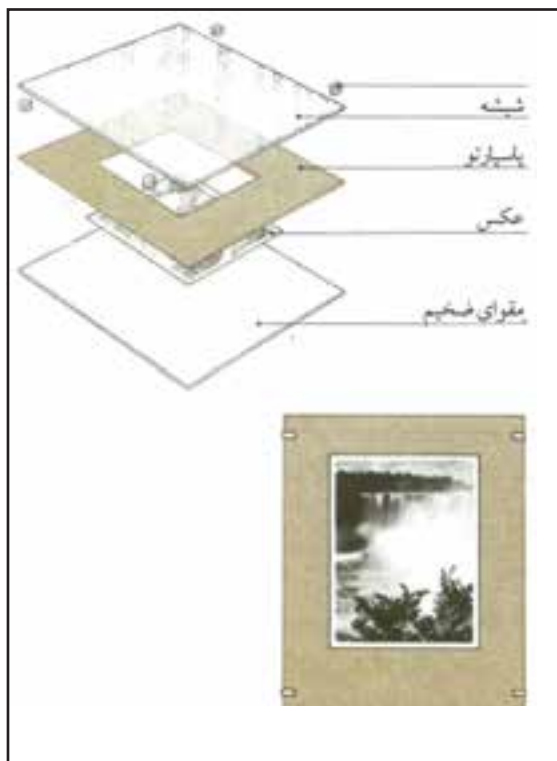 شیشه
پاسپارتو
عکس
مقوای ضخیم